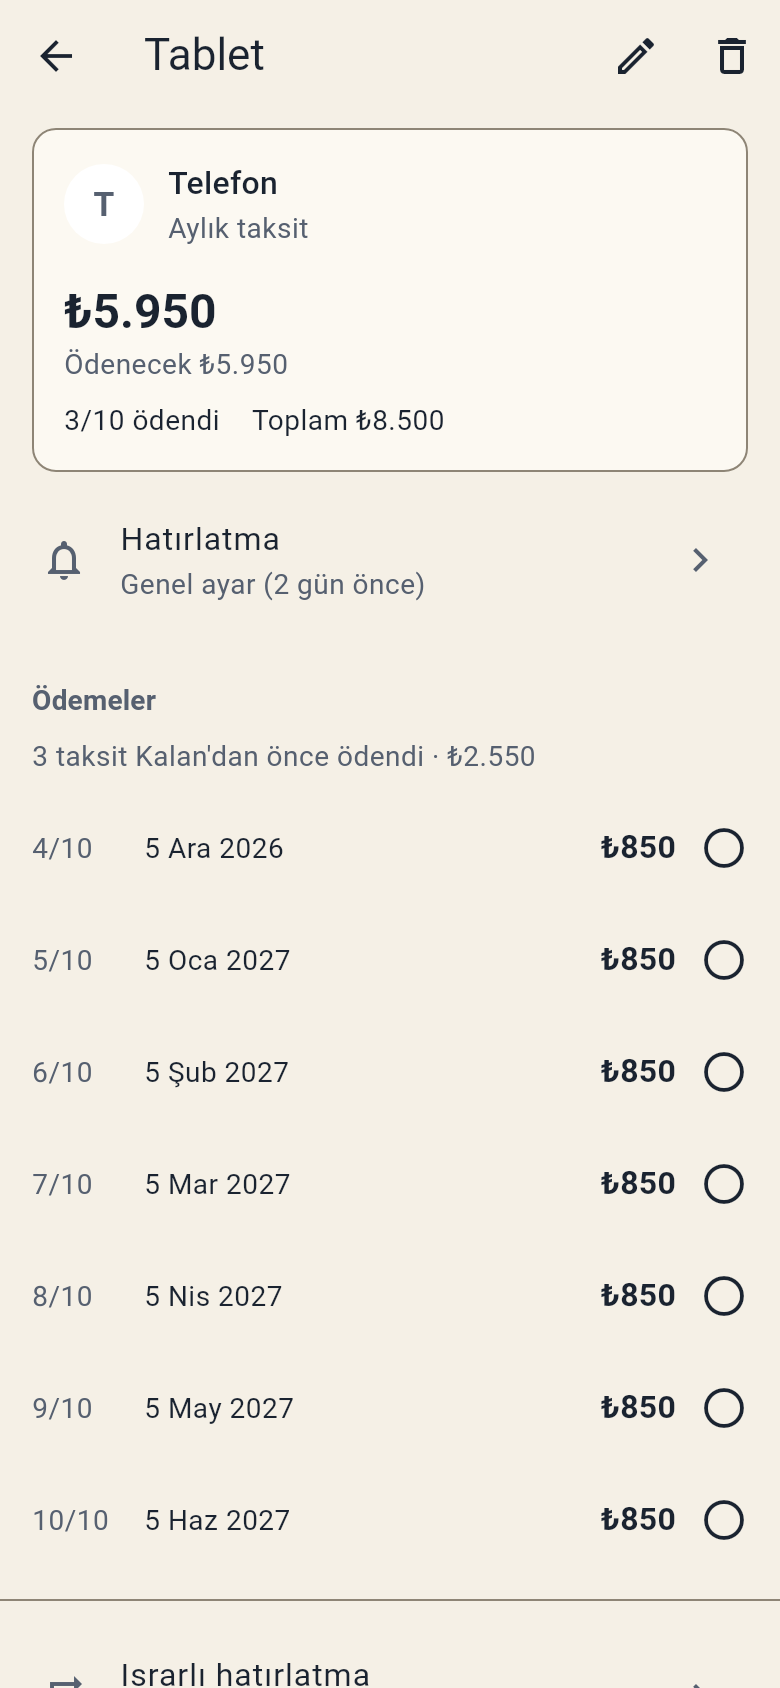 Tablet
T
Telefon
Aylık taksit
₺5.950
Ödenecek ₺5.950
3/10 ödendi Toplam ₺8.500
Hatırlatma
Genel ayar (2 gün önce)
Ödemeler
3 taksit Kalan'dan önce ödendi · ₺2.550
4/10 5 Ara 2026 ₺850
5/10 5 Oca 2027 ₺850
6/10 5 Şub 2027 ₺850
7/10 5 Mar 2027 ₺850
8/10 5 Nis 2027 ₺850
9/10 5 May 2027 ₺850
10/10 5 Haz 2027 ₺850
Israrlı hatırlatma